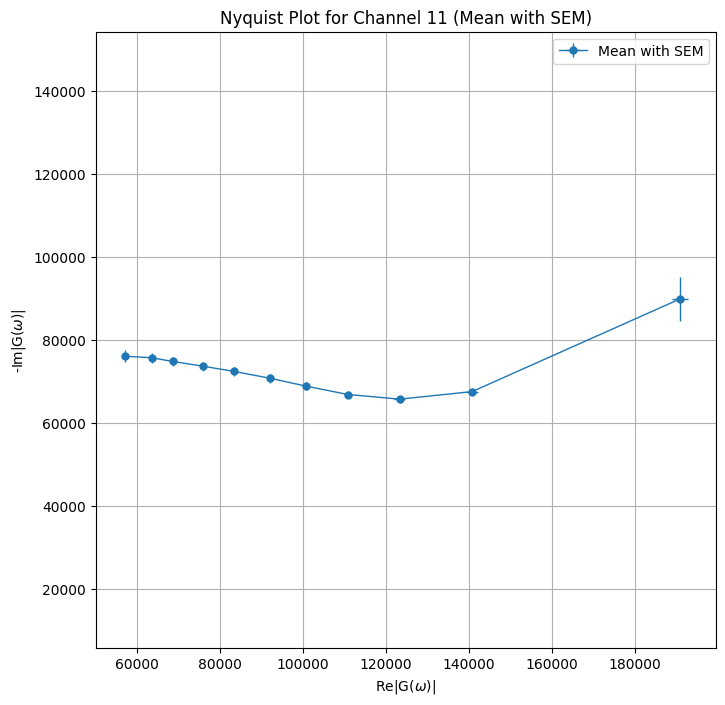 Nyquist Plot for Channel 11 (Mean with SEM)
Mean with SEM
140000
120000
100000
80000
60000
40000
20000
-Im|G(ω)|
60000 80000 100000 120000 140000 160000 180000
Re|G(ω)|